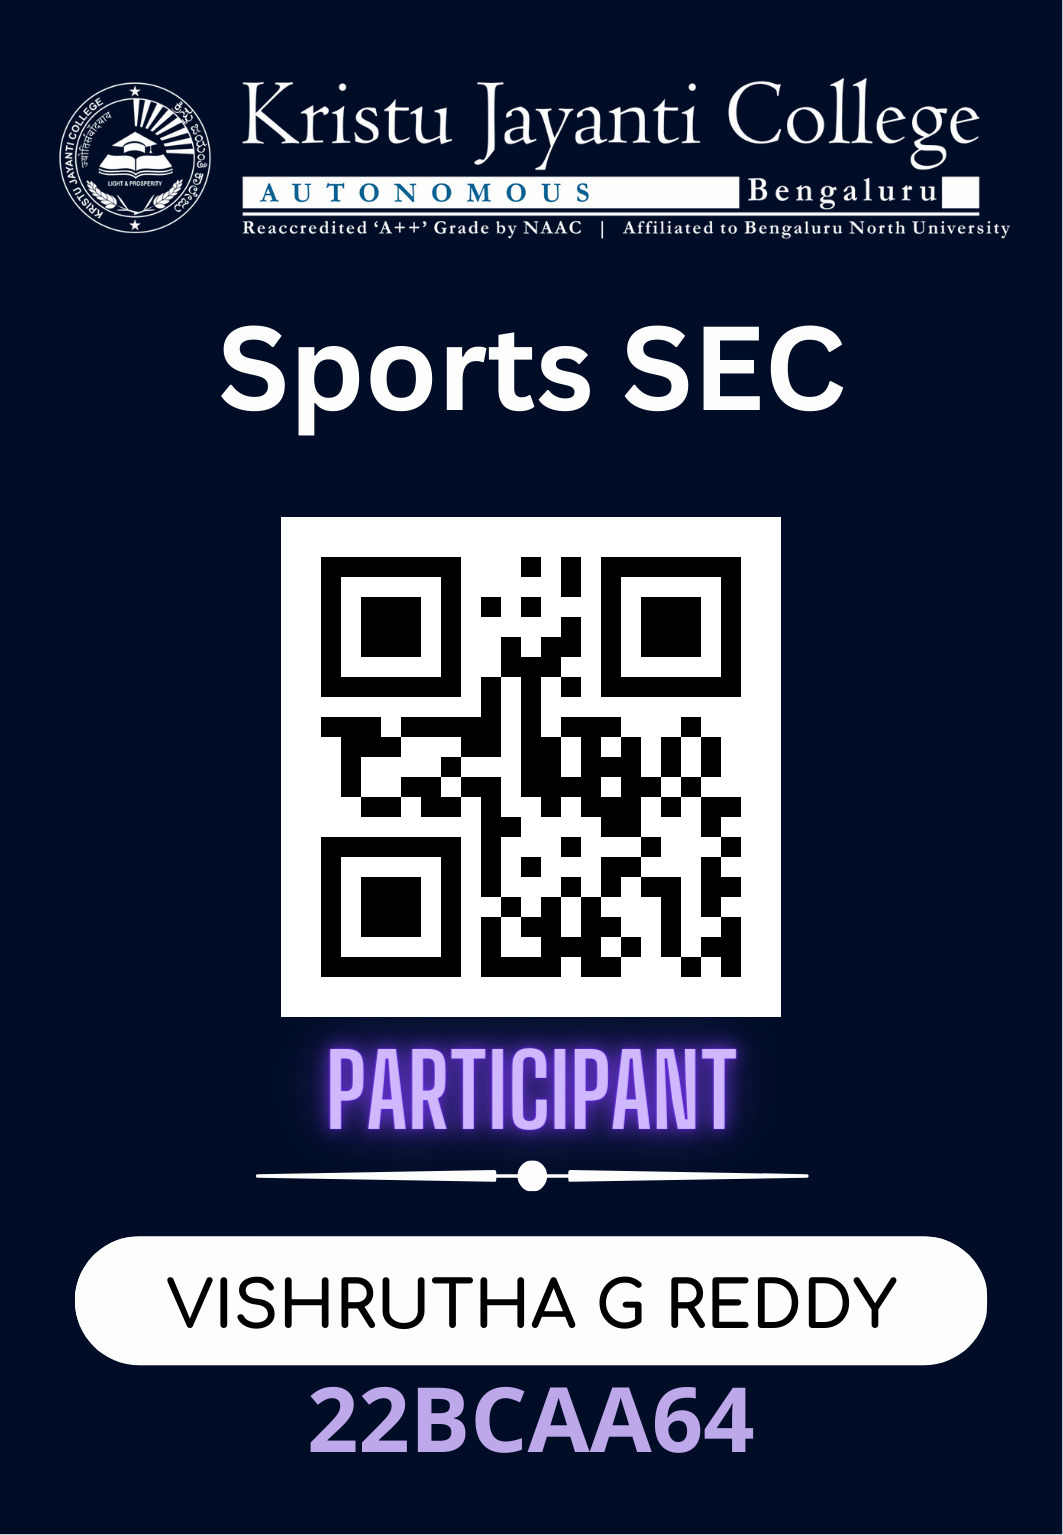 KRISTU JAYANTI COLLEGE
ज्योतिसंवादध्याय
LIGHT & PROSPERITY
Kristu Jayanti College
AUTONOMOUS Bengaluru
Reaccredited ‘A++’ Grade by NAAC | Affiliated to Bengaluru North University
Sports SEC
PARTICIPANT
VISHRUTHA G REDDY
22BCAA64